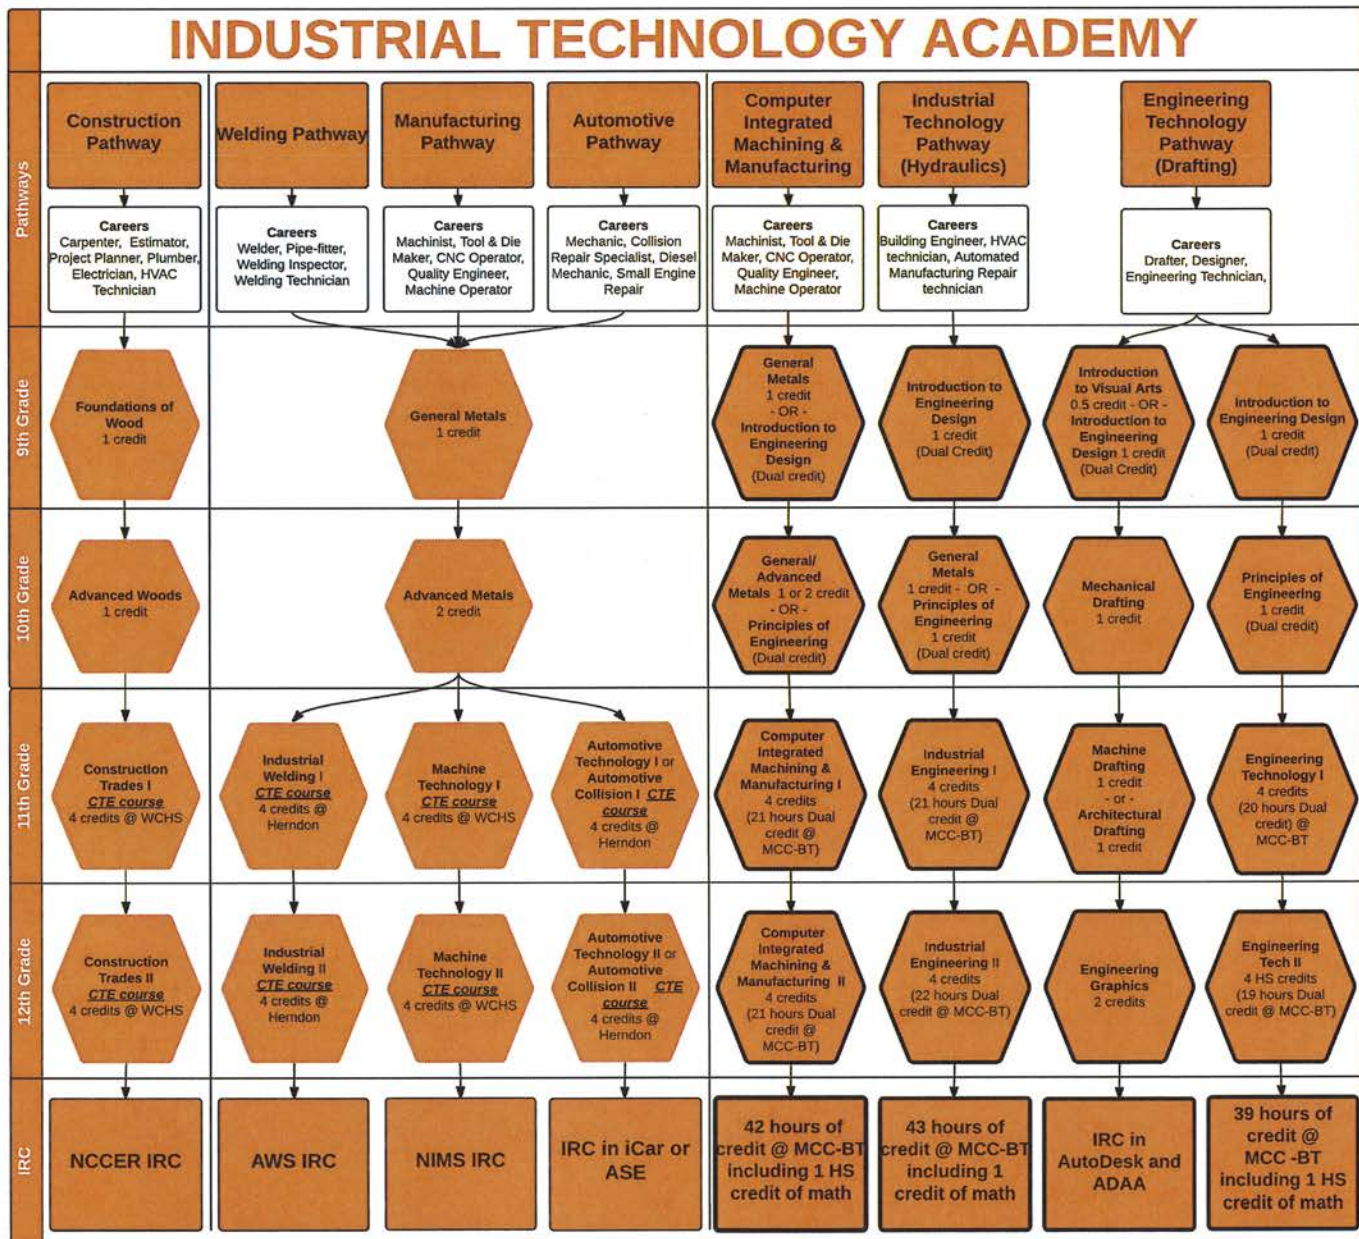 INDUSTRIAL TECHNOLOGY ACADEMY
Pathways
Construction
Pathway
Welding Pathway
Manufacturing
Pathway
Automotive
Pathway
Computer
Integrated
Machining &
Manufacturing
Industrial
Technology
Pathway
(Hydraulics)
Engineering
Technology
Pathway
(Drafting)
Careers
Carpenter, Estimator,
Project Planner, Plumber,
Electrician, HVAC
Technician
Careers
Welder, Pipe-fitter,
Welding Inspector,
Welding Technician
Careers
Machinist, Tool & Die
Maker, CNC Operator,
Quality Engineer,
Machine Operator
Careers
Mechanic, Collision
Repair Specialist, Diesel
Mechanic, Small Engine
Repair
Careers
Machinist, Tool & Die
Maker, CNC Operator,
Quality Engineer,
Machine Operator
Careers
Building Engineer, HVAC
technician, Automated
Manufacturing Repair
technician
Careers
Drafter, Designer,
Engineering Technician,
9th Grade
Foundations of
Wood
1 credit
General Metals
1 credit
General
Metals
1 credit
- OR -
Introduction to
Engineering
Design
(Dual credit)
Introduction to
Engineering
Design
1 credit
(Dual Credit)
Introduction
to Visual Arts
0.5 credit - OR -
Introduction to
Engineering
Design 1 credit
(Dual Credit)
Introduction to
Engineering Design
1 credit
(Dual credit)
10th Grade
Advanced Woods
1 credit
Advanced Metals
2 credit
General/
Advanced
Metals 1 or 2 credit
- OR -
Principles of
Engineering
(Dual credit)
General
Metals
1 credit - OR -
Principles of
Engineering
1 credit
(Dual credit)
Mechanical
Drafting
1 credit
Principles of
Engineering
1 credit
(Dual credit)
11th Grade
Construction
Trades I
CTE course
4 credits @ WCHS
Industrial
Welding I
CTE course
4 credits @
Herndon
Machine
Technology I
CTE course
4 credits @ WCHS
Automotive
Technology I or
Automotive
Collision I CTE
course
4 credits @
Herndon
Computer
Integrated
Machining &
Manufacturing I
4 credits
(21 hours Dual
credit @
MCC-BT)
Industrial
Engineering I
4 credits
(21 hours Dual
credit @
MCC-BT)
Machine
Drafting
1 credit
- or -
Architectural
Drafting
1 credit
Engineering
Technology I
4 credits
(20 hours Dual
credit) @
MCC-BT
12th Grade
Construction
Trades II
CTE course
4 credits @ WCHS
Industrial
Welding II
CTE course
4 credits @
Herndon
Machine
Technology II
CTE course
4 credits @ WCHS
Automotive
Technology II or
Automotive
Collision II CTE
course
4 credits @
Herndon
Computer
Integrated
Machining &
Manufacturing II
4 credits
(21 hours Dual
credit @
MCC-BT)
Industrial
Engineering II
4 credits
(22 hours Dual
credit @ MCC-BT)
Engineering
Graphics
2 credits
Engineering
Tech II
4 HS credits
(19 hours Dual
credit @ MCC-BT)
IRC
NCCER IRC
AWS IRC
NIMS IRC
IRC in iCar or
ASE
42 hours of
credit @ MCC-BT
including 1 HS
credit of math
43 hours of
credit @ MCC-BT
including 1
credit of math
IRC in
AutoDesk and
ADAA
39 hours of
credit @
MCC -BT
including 1 HS
credit of math